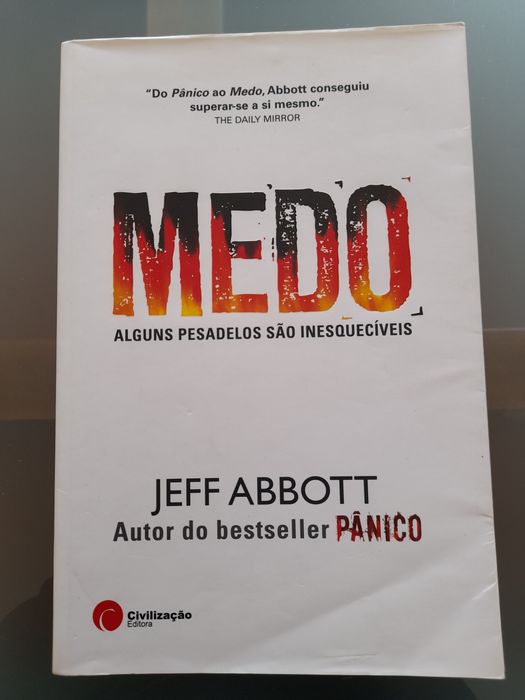 “Do Pânico ao Medo, Abbott conseguiu
superar-se a si mesmo.”
THE DAILY MIRROR
MEDO
ALGUNS PESADELOS SÃO INESQUECÍVEIS
JEFF ABBOTT
Autor do bestseller PÂNICO
Civilização
Editora